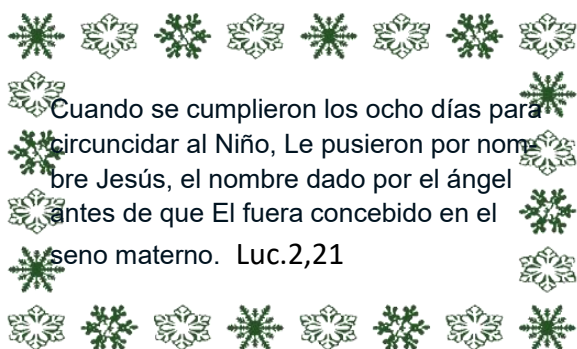 Cuando se cumplieron los ocho días para
circuncidar al Niño, Le pusieron por nom-
bre Jesús, el nombre dado por el ángel
antes de que El fuera concebido en el
seno materno. Luc.2,21